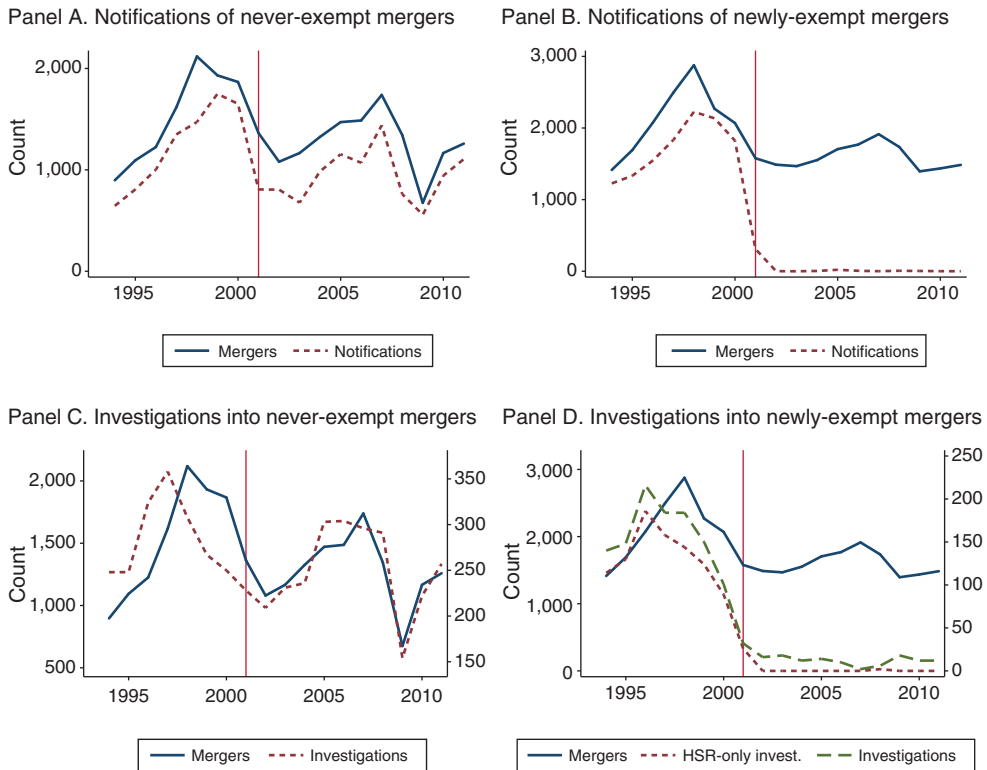 Panel A. Notifications of never-exempt mergers
Count
2,000
1,000
0
1995 2000 2005 2010
Mergers Notifications
Panel B. Notifications of newly-exempt mergers
Count
3,000
2,000
1,000
0
1995 2000 2005 2010
Mergers Notifications
Panel C. Investigations into never-exempt mergers
Count
2,000
1,500
1,000
500
350
300
250
200
150
1995 2000 2005 2010
Mergers Investigations
Panel D. Investigations into newly-exempt mergers
Count
3,000
2,000
1,000
0
250
200
150
100
50
0
1995 2000 2005 2010
Mergers HSR-only invest. Investigations